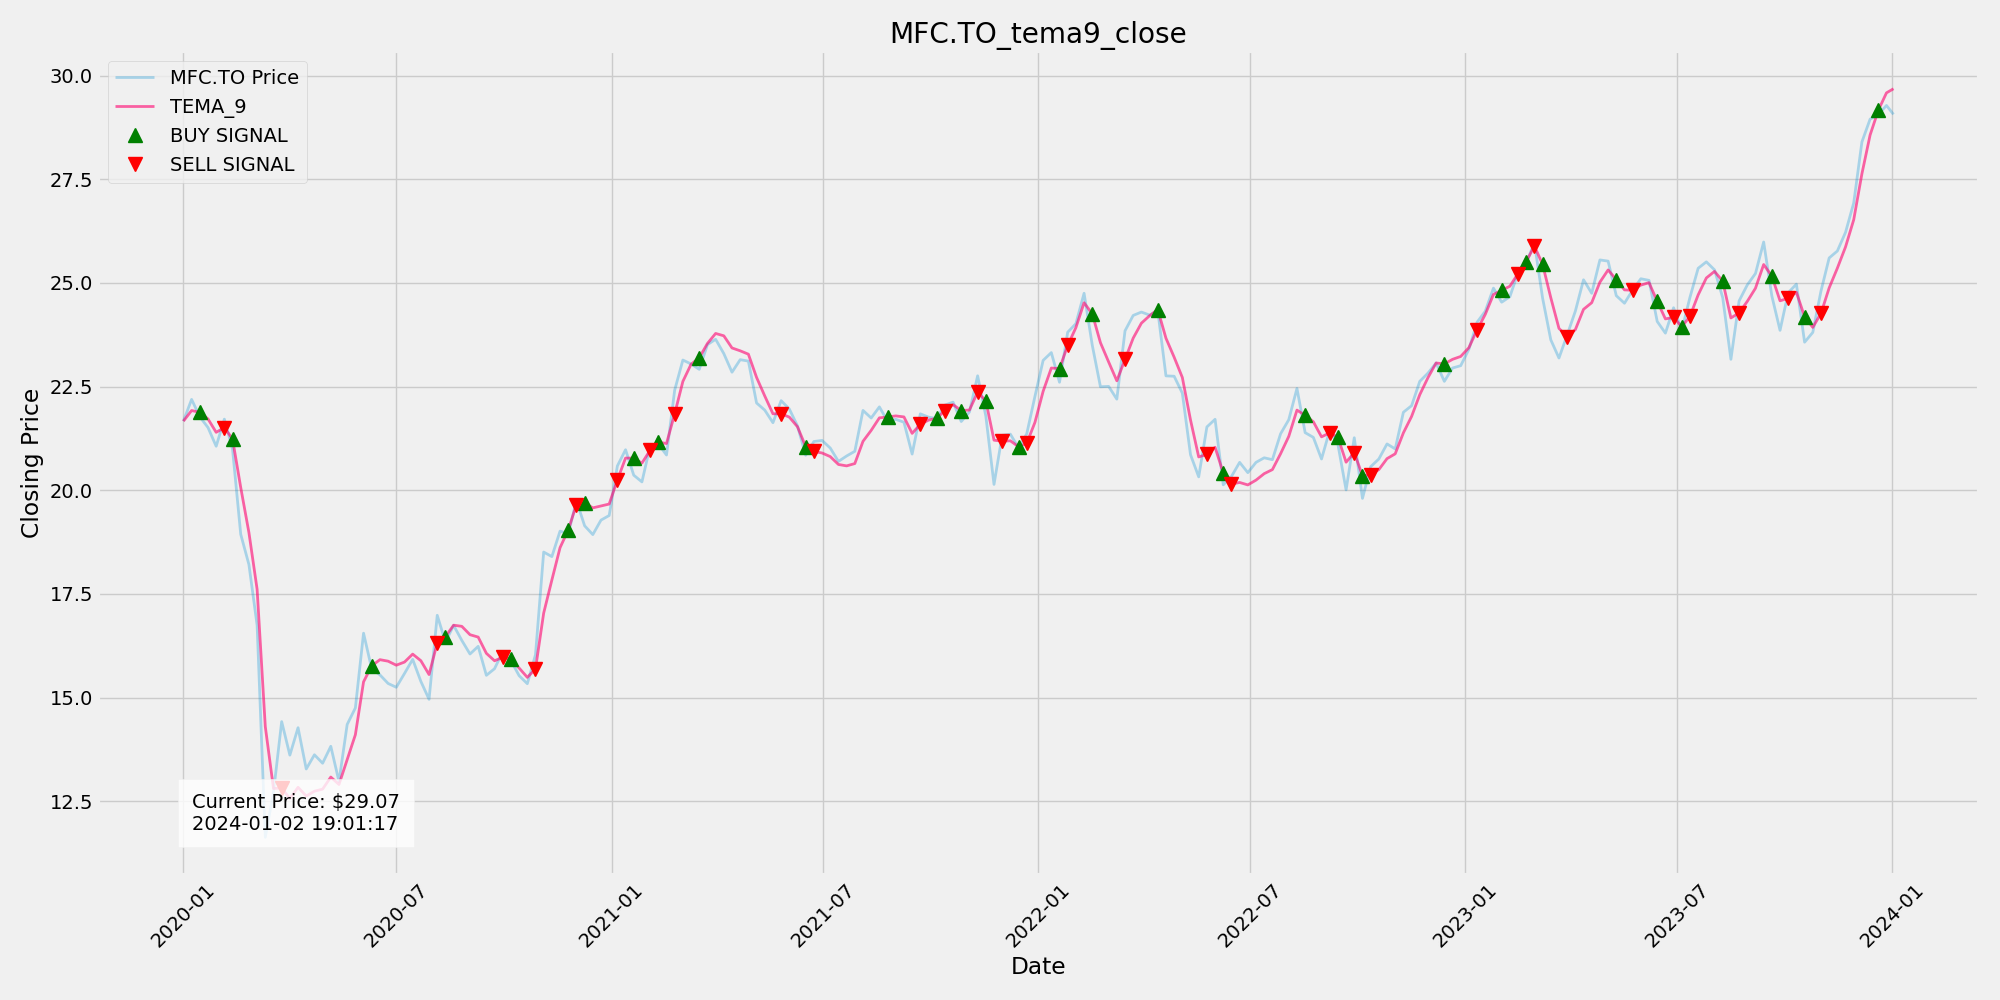 MFC.TO_tema9_close
MFC.TO Price
TEMA_9
BUY SIGNAL
SELL SIGNAL
30.0
27.5
25.0
22.5
20.0
17.5
15.0
12.5
Closing Price
Current Price: $29.07
2024-01-02 19:01:17
2020-01
2020-07
2021-01
2021-07
2022-01
2022-07
2023-01
2023-07
2024-01
Date